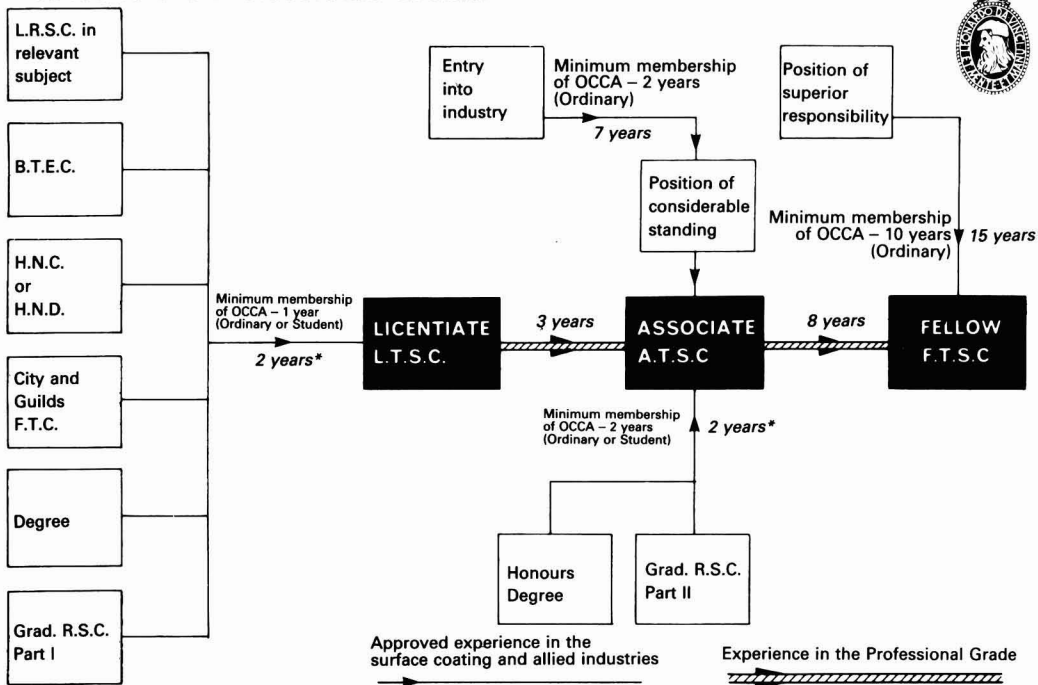 L.R.S.C. in
relevant
subject
B.T.E.C.
H.N.C.
or
H.N.D.
City and
Guilds
F.T.C.
Degree
Grad. R.S.C.
Part I
Minimum membership
of OCCA – 1 year
(Ordinary or Student)
2 years*
LICENTIATE
L.T.S.C.
3 years
Entry
into
industry
Minimum membership
of OCCA – 2 years
(Ordinary)
7 years
Position of
considerable
standing
ASSOCIATE
A.T.S.C
Minimum membership
of OCCA – 2 years
(Ordinary or Student)
2 years*
Honours
Degree
Grad. R.S.C.
Part II
8 years
Position of
superior
responsibility
Minimum membership
of OCCA – 10 years
(Ordinary)
15 years
FELLOW
F.T.S.C
LEONARDO DA VINCI
Approved experience in the
surface coating and allied industries
Experience in the Professional Grade